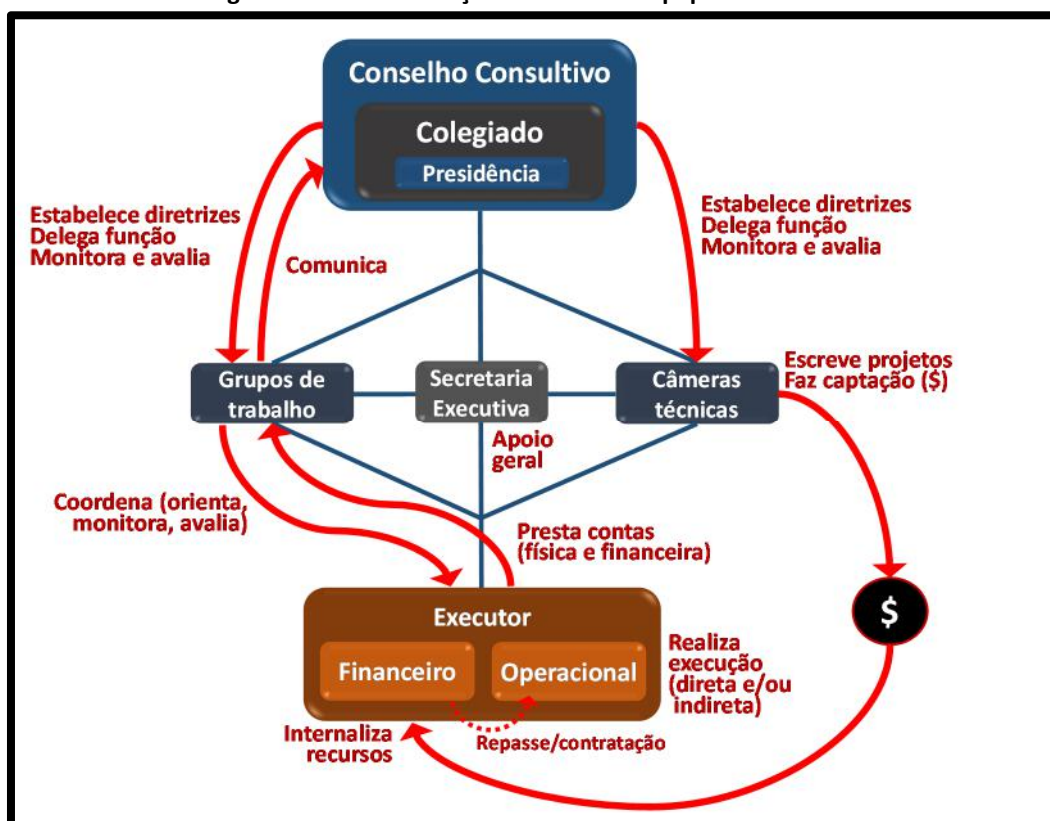 Conselho Consultivo
Colegiado
Presidência
Estabelece diretrizes
Delega função
Monitora e avalia
Comunica
Estabelece diretrizes
Delega função
Monitora e avalia
Grupos de
trabalho
Secretaria
Executiva
Câmeras
técnicas
Escreve projetos
Faz captação ($)
Apoio
geral
Coordena (orienta,
monitora, avalia)
Presta contas
(física e financeira)
$
Executor
Financeiro
Operacional
Realiza
execução
(direta e/ou
indireta)
Internaliza
recursos
Repasse/contratação